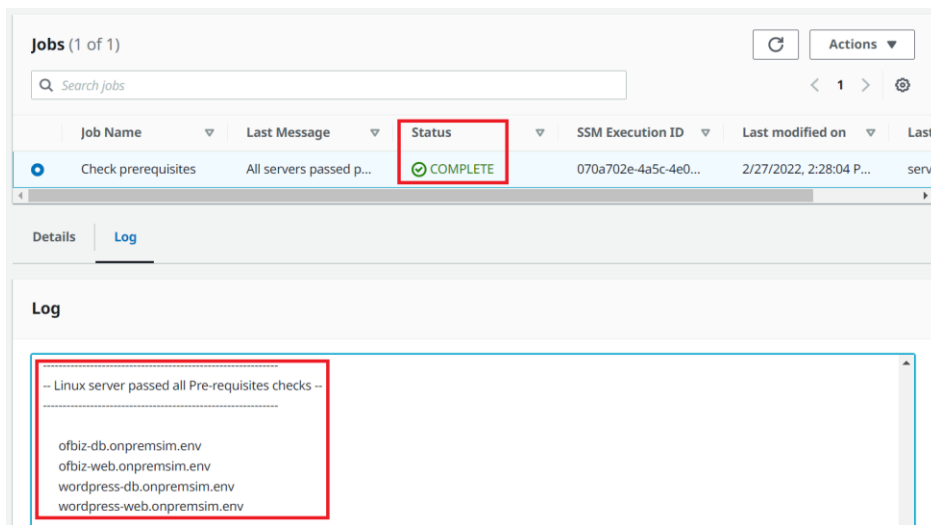 Jobs (1 of 1)
Actions
Search jobs
1
Job Name Last Message Status SSM Execution ID Last modified on Last
Check prerequisites All servers passed p... COMPLETE 070a702e-4a5c-4e0... 2/27/2022, 2:28:04 P... serv
Details Log
Log
------------------------------------------------------------
-- Linux server passed all Pre-requisites checks --
------------------------------------------------------------
ofbiz-db.onpremsim.env
ofbiz-web.onpremsim.env
wordpress-db.onpremsim.env
wordpress-web.onpremsim.env